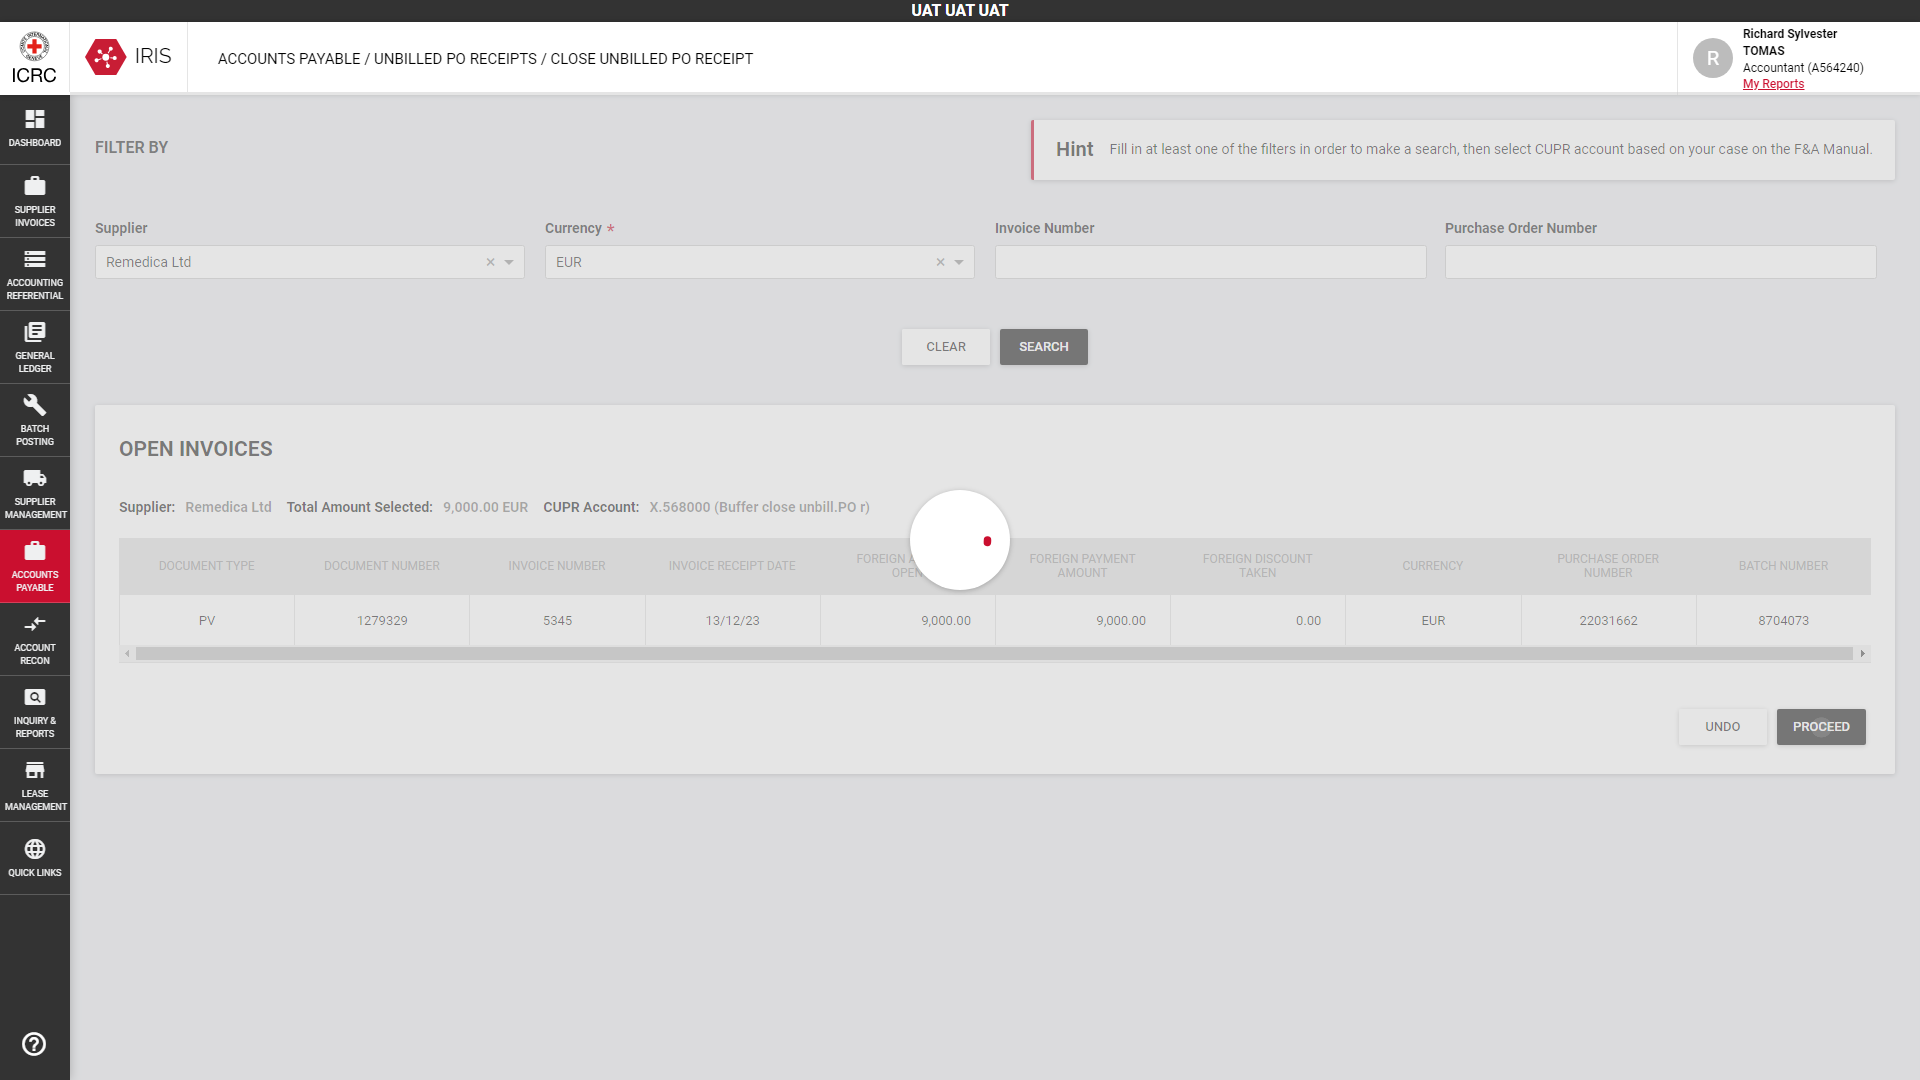 UAT UAT UAT
ICRC
IRIS
ACCOUNTS PAYABLE / UNBILLED PO RECEIPTS / CLOSE UNBILLED PO RECEIPT
R
Richard Sylvester
TOMAS
Accountant (A564240)
My Reports
DASHBOARD
SUPPLIER
INVOICES
ACCOUNTING
REFERENTIAL
GENERAL
LEDGER
BATCH
POSTING
SUPPLIER
MANAGEMENT
ACCOUNTS
PAYABLE
ACCOUNT
RECON
INQUIRY &
REPORTS
LEASE
MANAGEMENT
QUICK LINKS
FILTER BY
Hint Fill in at least one of the filters in order to make a search, then select CUPR account based on your case on the F&A Manual.
Supplier Currency * Invoice Number Purchase Order Number
Remedica Ltd × EUR ×
CLEAR SEARCH
OPEN INVOICES
Supplier: Remedica Ltd Total Amount Selected: 9,000.00 EUR CUPR Account: X.568000 (Buffer close unbill.PO r)
DOCUMENT TYPE
DOCUMENT NUMBER
INVOICE NUMBER
INVOICE RECEIPT DATE
FOREIGN
OPEN
FOREIGN PAYMENT
AMOUNT
FOREIGN DISCOUNT
TAKEN
CURRENCY
PURCHASE ORDER
NUMBER
BATCH NUMBER
PV 1279329 5345 13/12/23 9,000.00 9,000.00 0.00 EUR 22031662 8704073
UNDO PROCEED